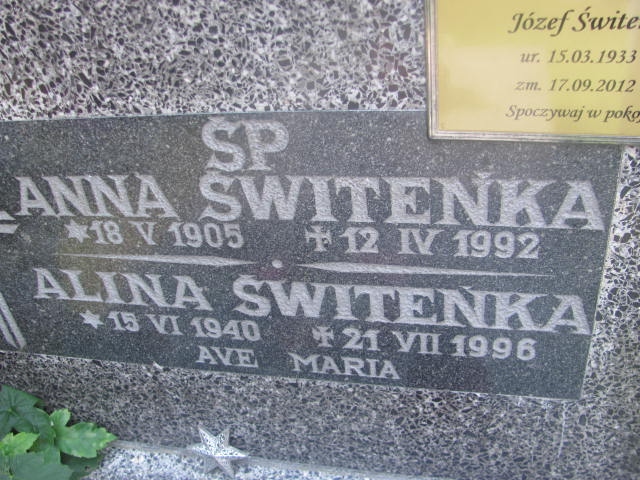 Józef Świte
ur. 15.03.1933
zm. 17.09.2012
Spoczywaj w poko
ŚP
ANNA ŚWITEŃKA
★18 V 1905 ✝12 IV 1992
ALINA ŚWITEŃKA
★15 VI 1940 ✝21 VII 1996
AVE MARIA